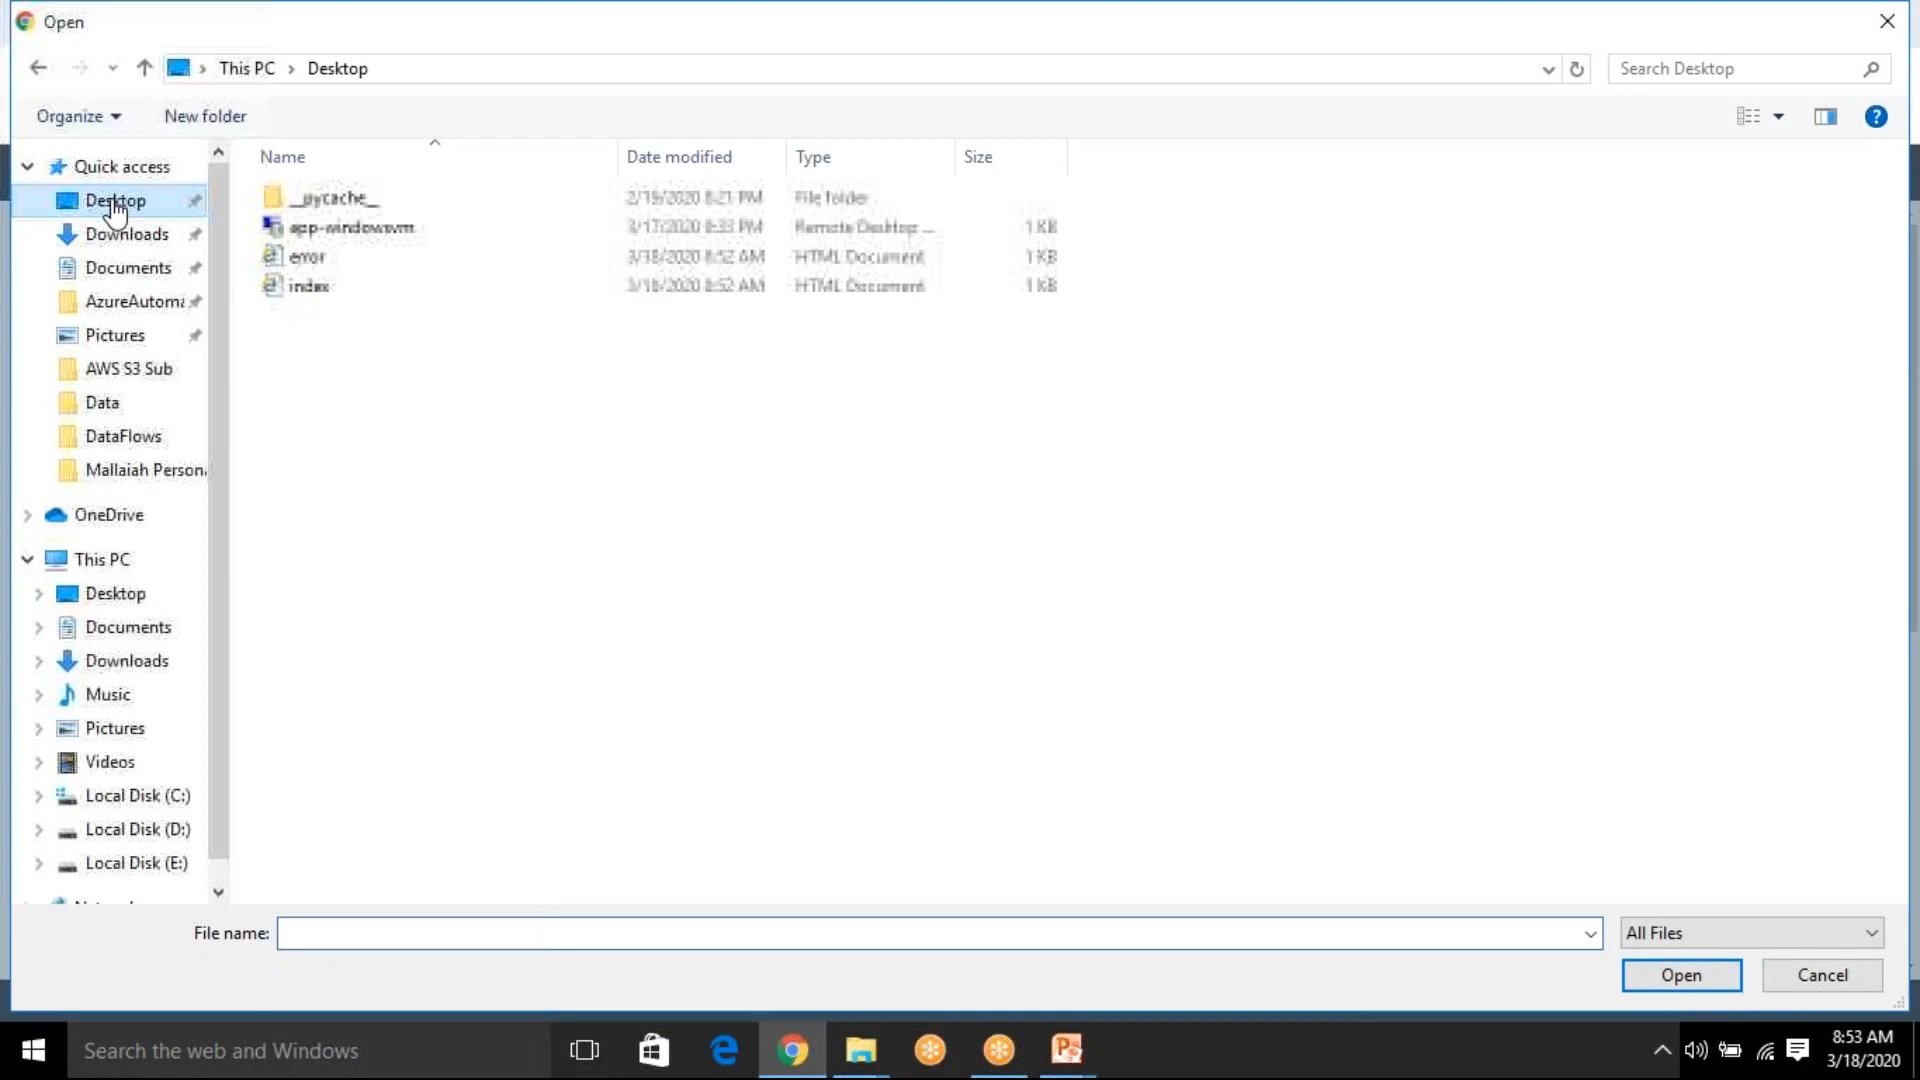 Open
This PC > Desktop
Search Desktop
Organize
New folder
Name
Date modified
Type
Size
Quick access
Desktop
Downloads
Documents
AzureAutoma
Pictures
AWS S3 Sub
Data
DataFlows
Mallaiah Persona
OneDrive
This PC
Desktop
Documents
Downloads
Music
Pictures
Videos
Local Disk (C:)
Local Disk (D:)
Local Disk (E:)
__pycache__ 2/19/2020 8:21 PM File folder
app-windowsvm 3/17/2020 8:33 PM Remote Desktop ... 1 KB
error 3/18/2020 8:52 AM HTML Document 1 KB
index 3/18/2020 8:52 AM HTML Document 1 KB
File name:
All Files
Open
Cancel
Search the web and Windows
8:53 AM
3/18/2020